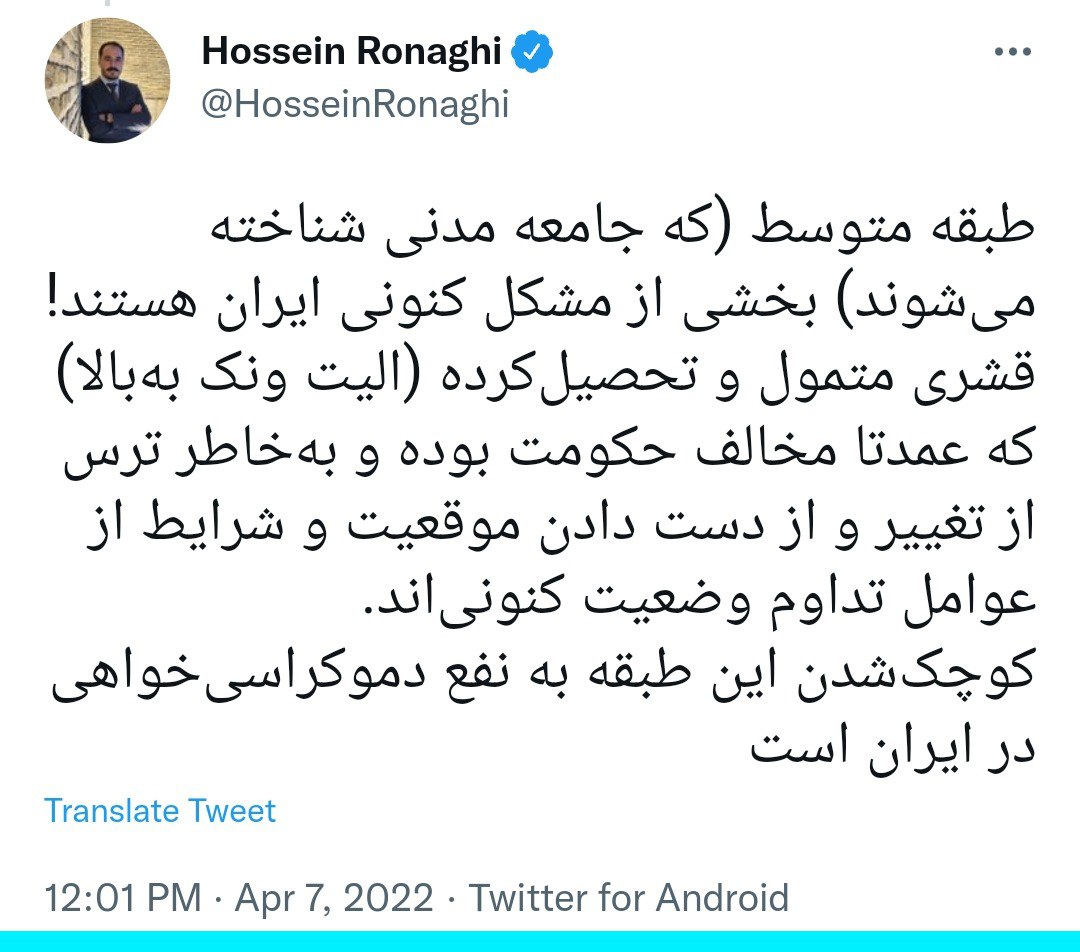 Hossein Ronaghi
@HosseinRonaghi
طبقه متوسط (که جامعه مدنی شناخته
می‌شوند) بخشی از مشکل کنونی ایران هستند!
قشری متمول و تحصیل‌کرده (الیت ونک به‌بالا)
که عمدتا مخالف حکومت بوده و به‌خاطر ترس
از تغییر و از دست دادن موقعیت و شرایط از
عوامل تداوم وضعیت کنونی‌اند.
کوچک‌شدن این طبقه به نفع دموکراسی‌خواهی
در ایران است
Translate Tweet
12:01 PM · Apr 7, 2022 · Twitter for Android